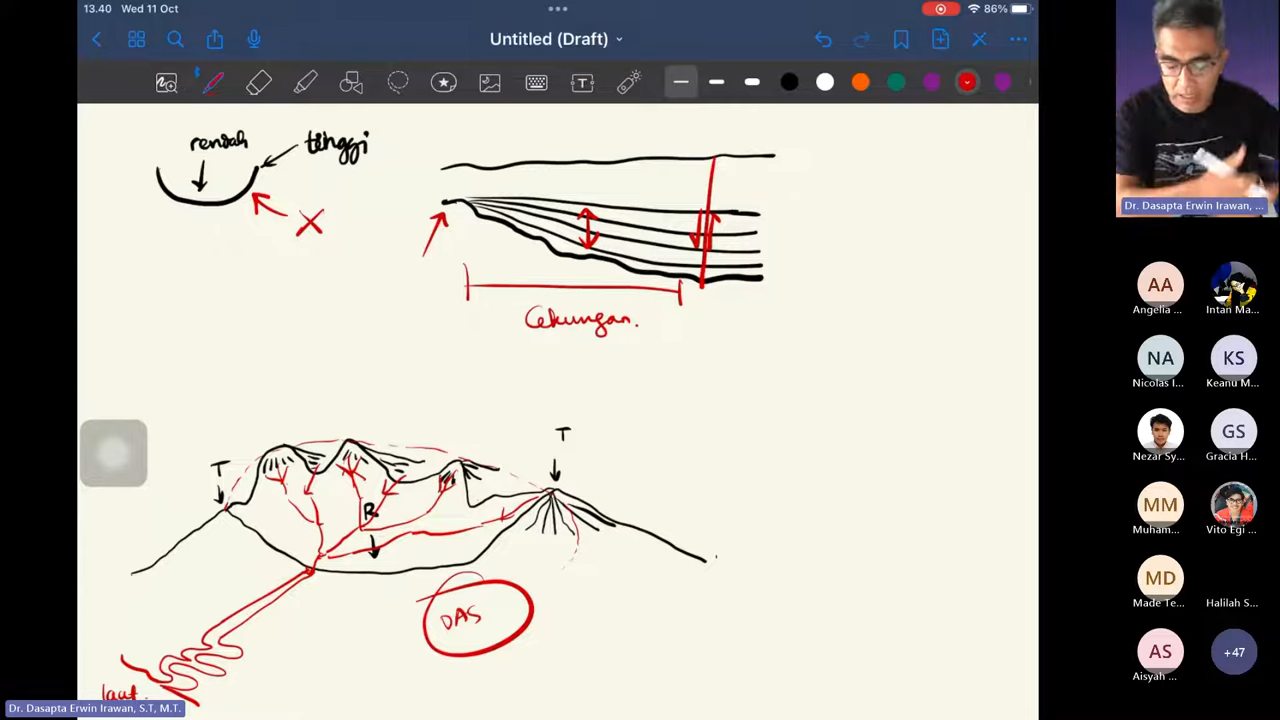 13.40 Wed 11 Oct
86%
Untitled (Draft)
T
rendah
tinggi
X
Cekungan.
T
T
R
DAS
laut.
Dr. Dasapta Erwin Irawan, S.T, M.T.
Dr. Dasapta Erwin Irawan, ...
AA
Angelia ...
Intan Ma...
NA
Nicolas I...
KS
Keanu M...
Nezar Sy...
GS
Gracia H...
MM
Muham...
Vito Egi ...
MD
Made Te...
Halilah S...
AS
Aisyah ...
+47